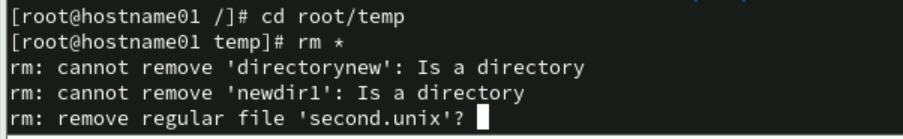 [root@hostname01 /]# cd root/temp
[root@hostname01 temp]# rm *
rm: cannot remove 'directorynew': Is a directory
rm: cannot remove 'newdir1': Is a directory
rm: remove regular file 'second.unix'?